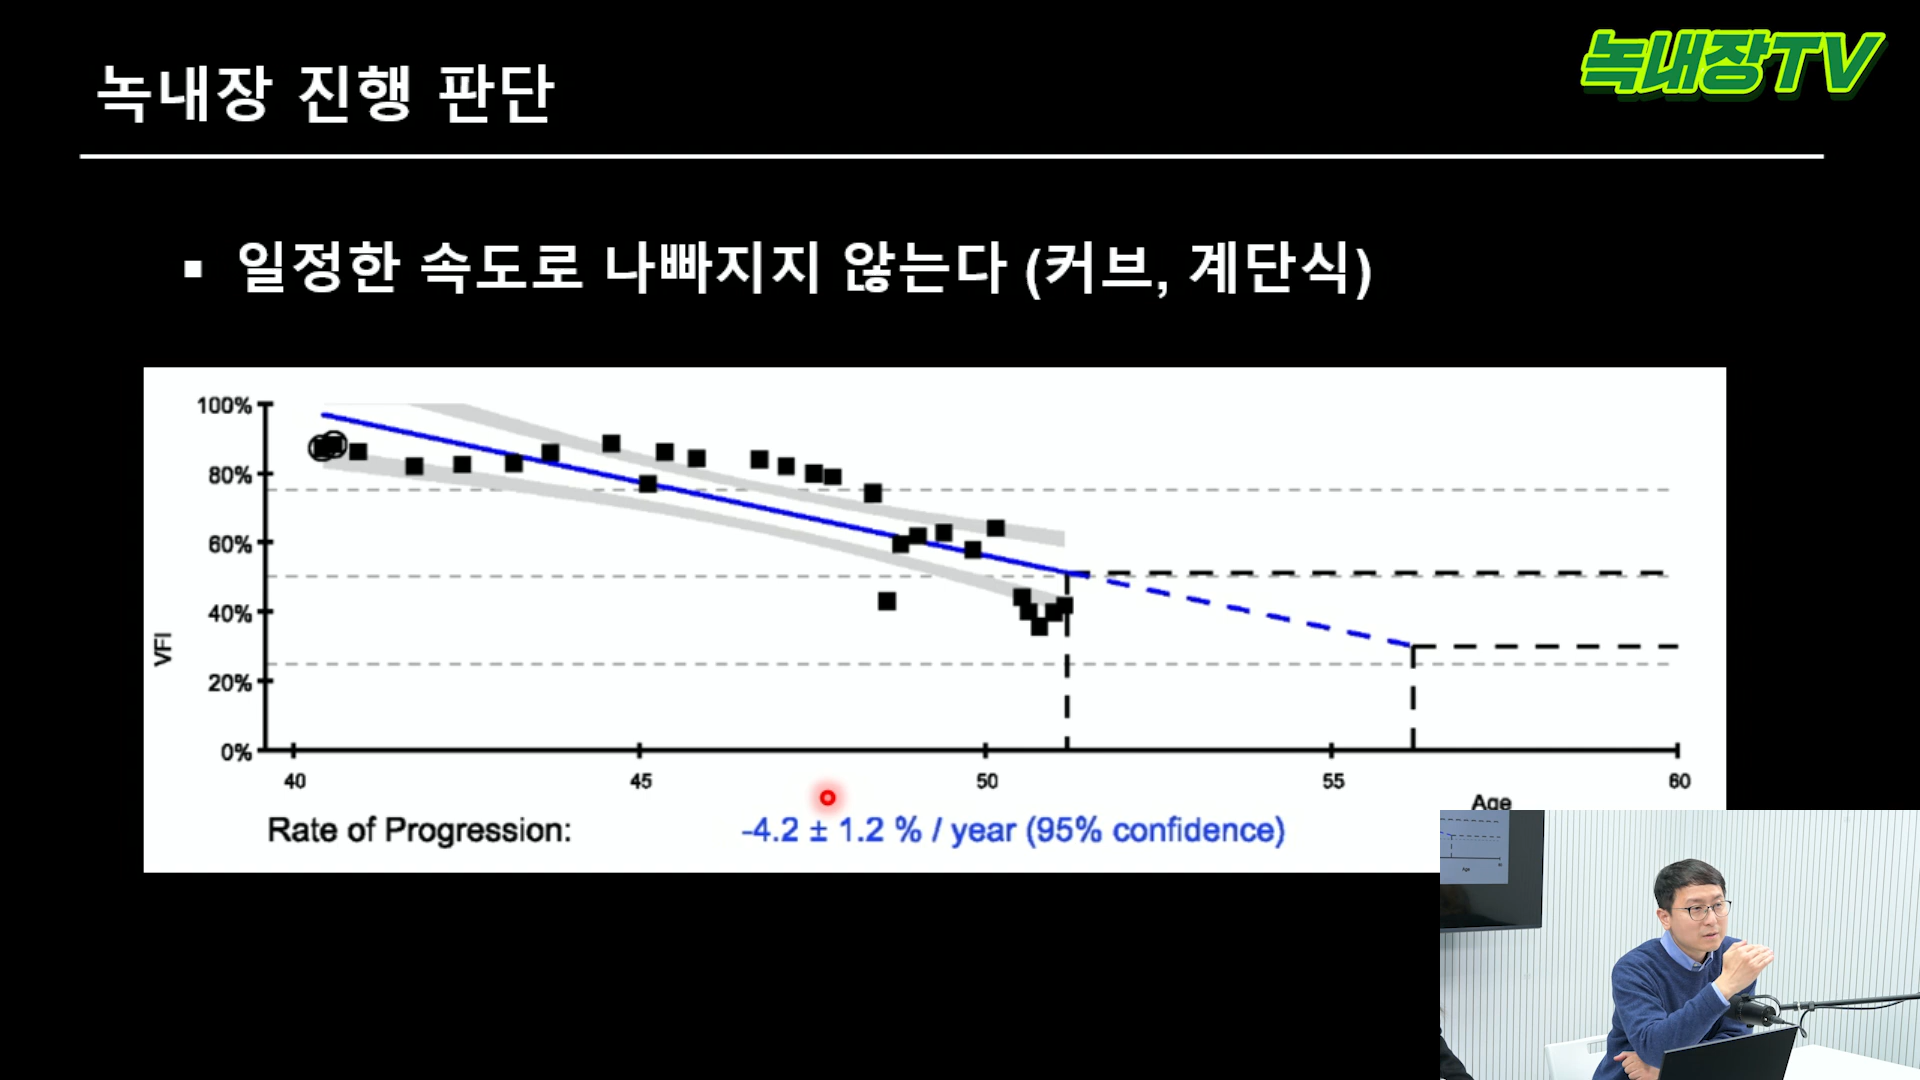 녹내장 진행 판단
녹내장TV
▪ 일정한 속도로 나빠지지 않는다 (커브, 계단식)
100%
80%
60%
40%
20%
0%
VFI
40 45 50 55 60
Age
Rate of Progression: -4.2 ± 1.2 % / year (95% confidence)